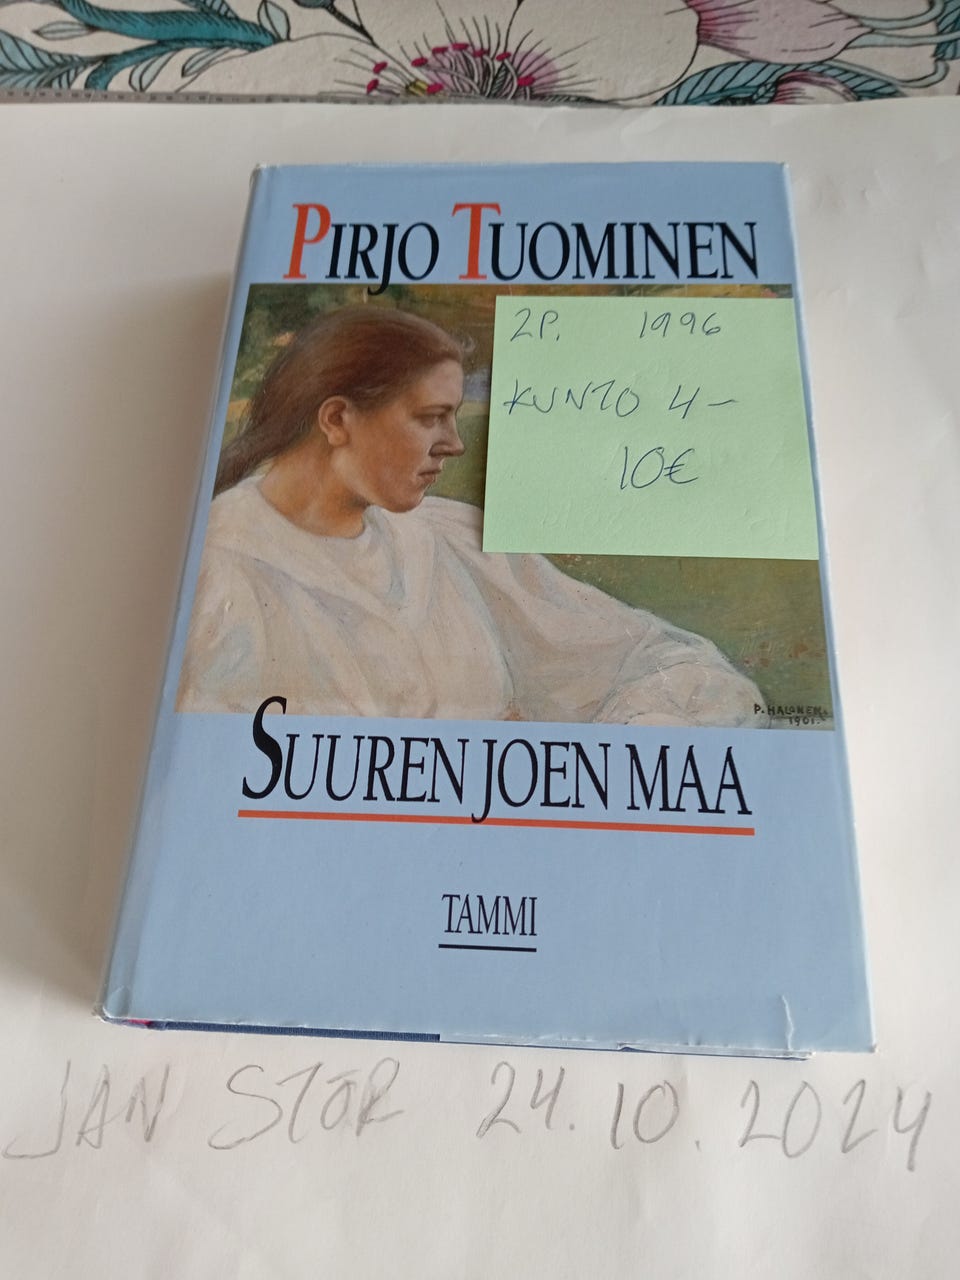 PIRJO TUOMINEN
2P. 1996
KUNTO 4-
10€
P. HALONEN.
1901.
SUUREN JOEN MAA
TAMMI
JAN STÖR 24.10.2024